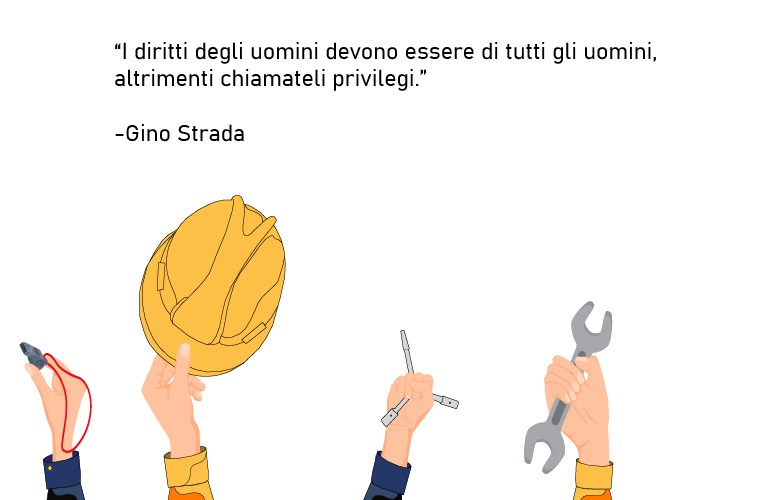 “I diritti degli uomini devono essere di tutti gli uomini,
altrimenti chiamateli privilegi.”
-Gino Strada